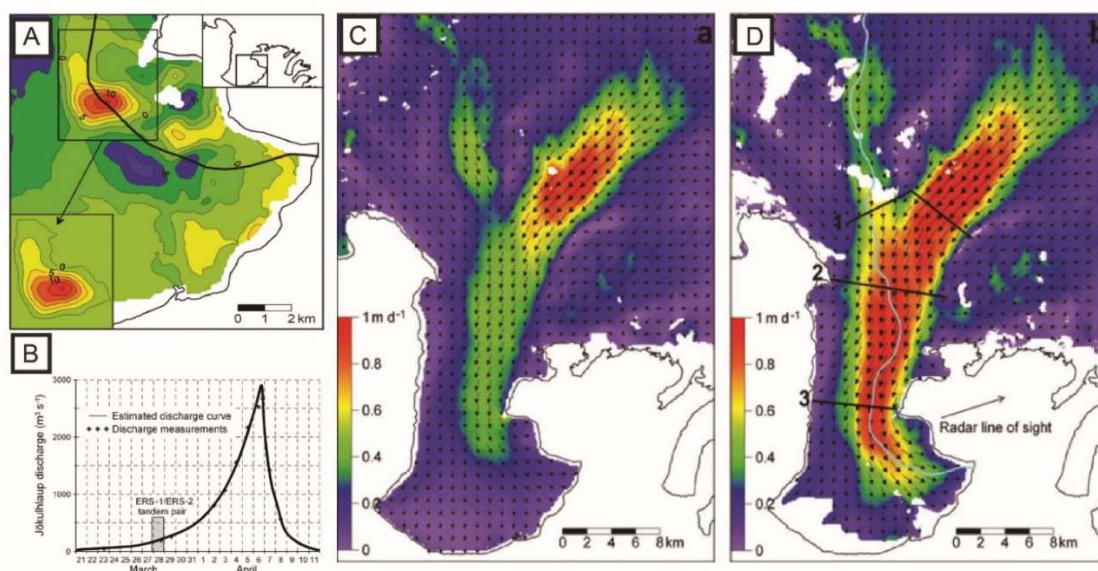 A
10
5
0
0
0
0
5
10
0 1 2 km
B
Jökulhlaup discharge (m³ s⁻¹)
3000
2000
1000
0
Estimated discharge curve
Discharge measurements
ERS-1/ERS-2
tandem pair
21 22 23 24 25 26 27 28 29 30 31 1 2 3 4 5 6 7 8 9 10 11
March April
C
a
1 m d⁻¹
0.8
0.6
0.4
0.2
0
0 2 4 6 8 km
D
b
1
2
3
1 m d⁻¹
0.8
0.6
0.4
0.2
0
Radar line of sight
0 2 4 6 8 km